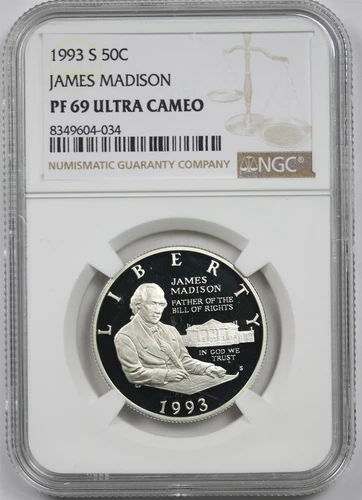 1993 S 50C
JAMES MADISON
PF 69 ULTRA CAMEO
8349604-034
NUMISMATIC GUARANTY COMPANY
NGC®
LIBERTY
JAMES
MADISON
FATHER OF THE
BILL OF RIGHTS
IN GOD WE
TRUST
S
1993